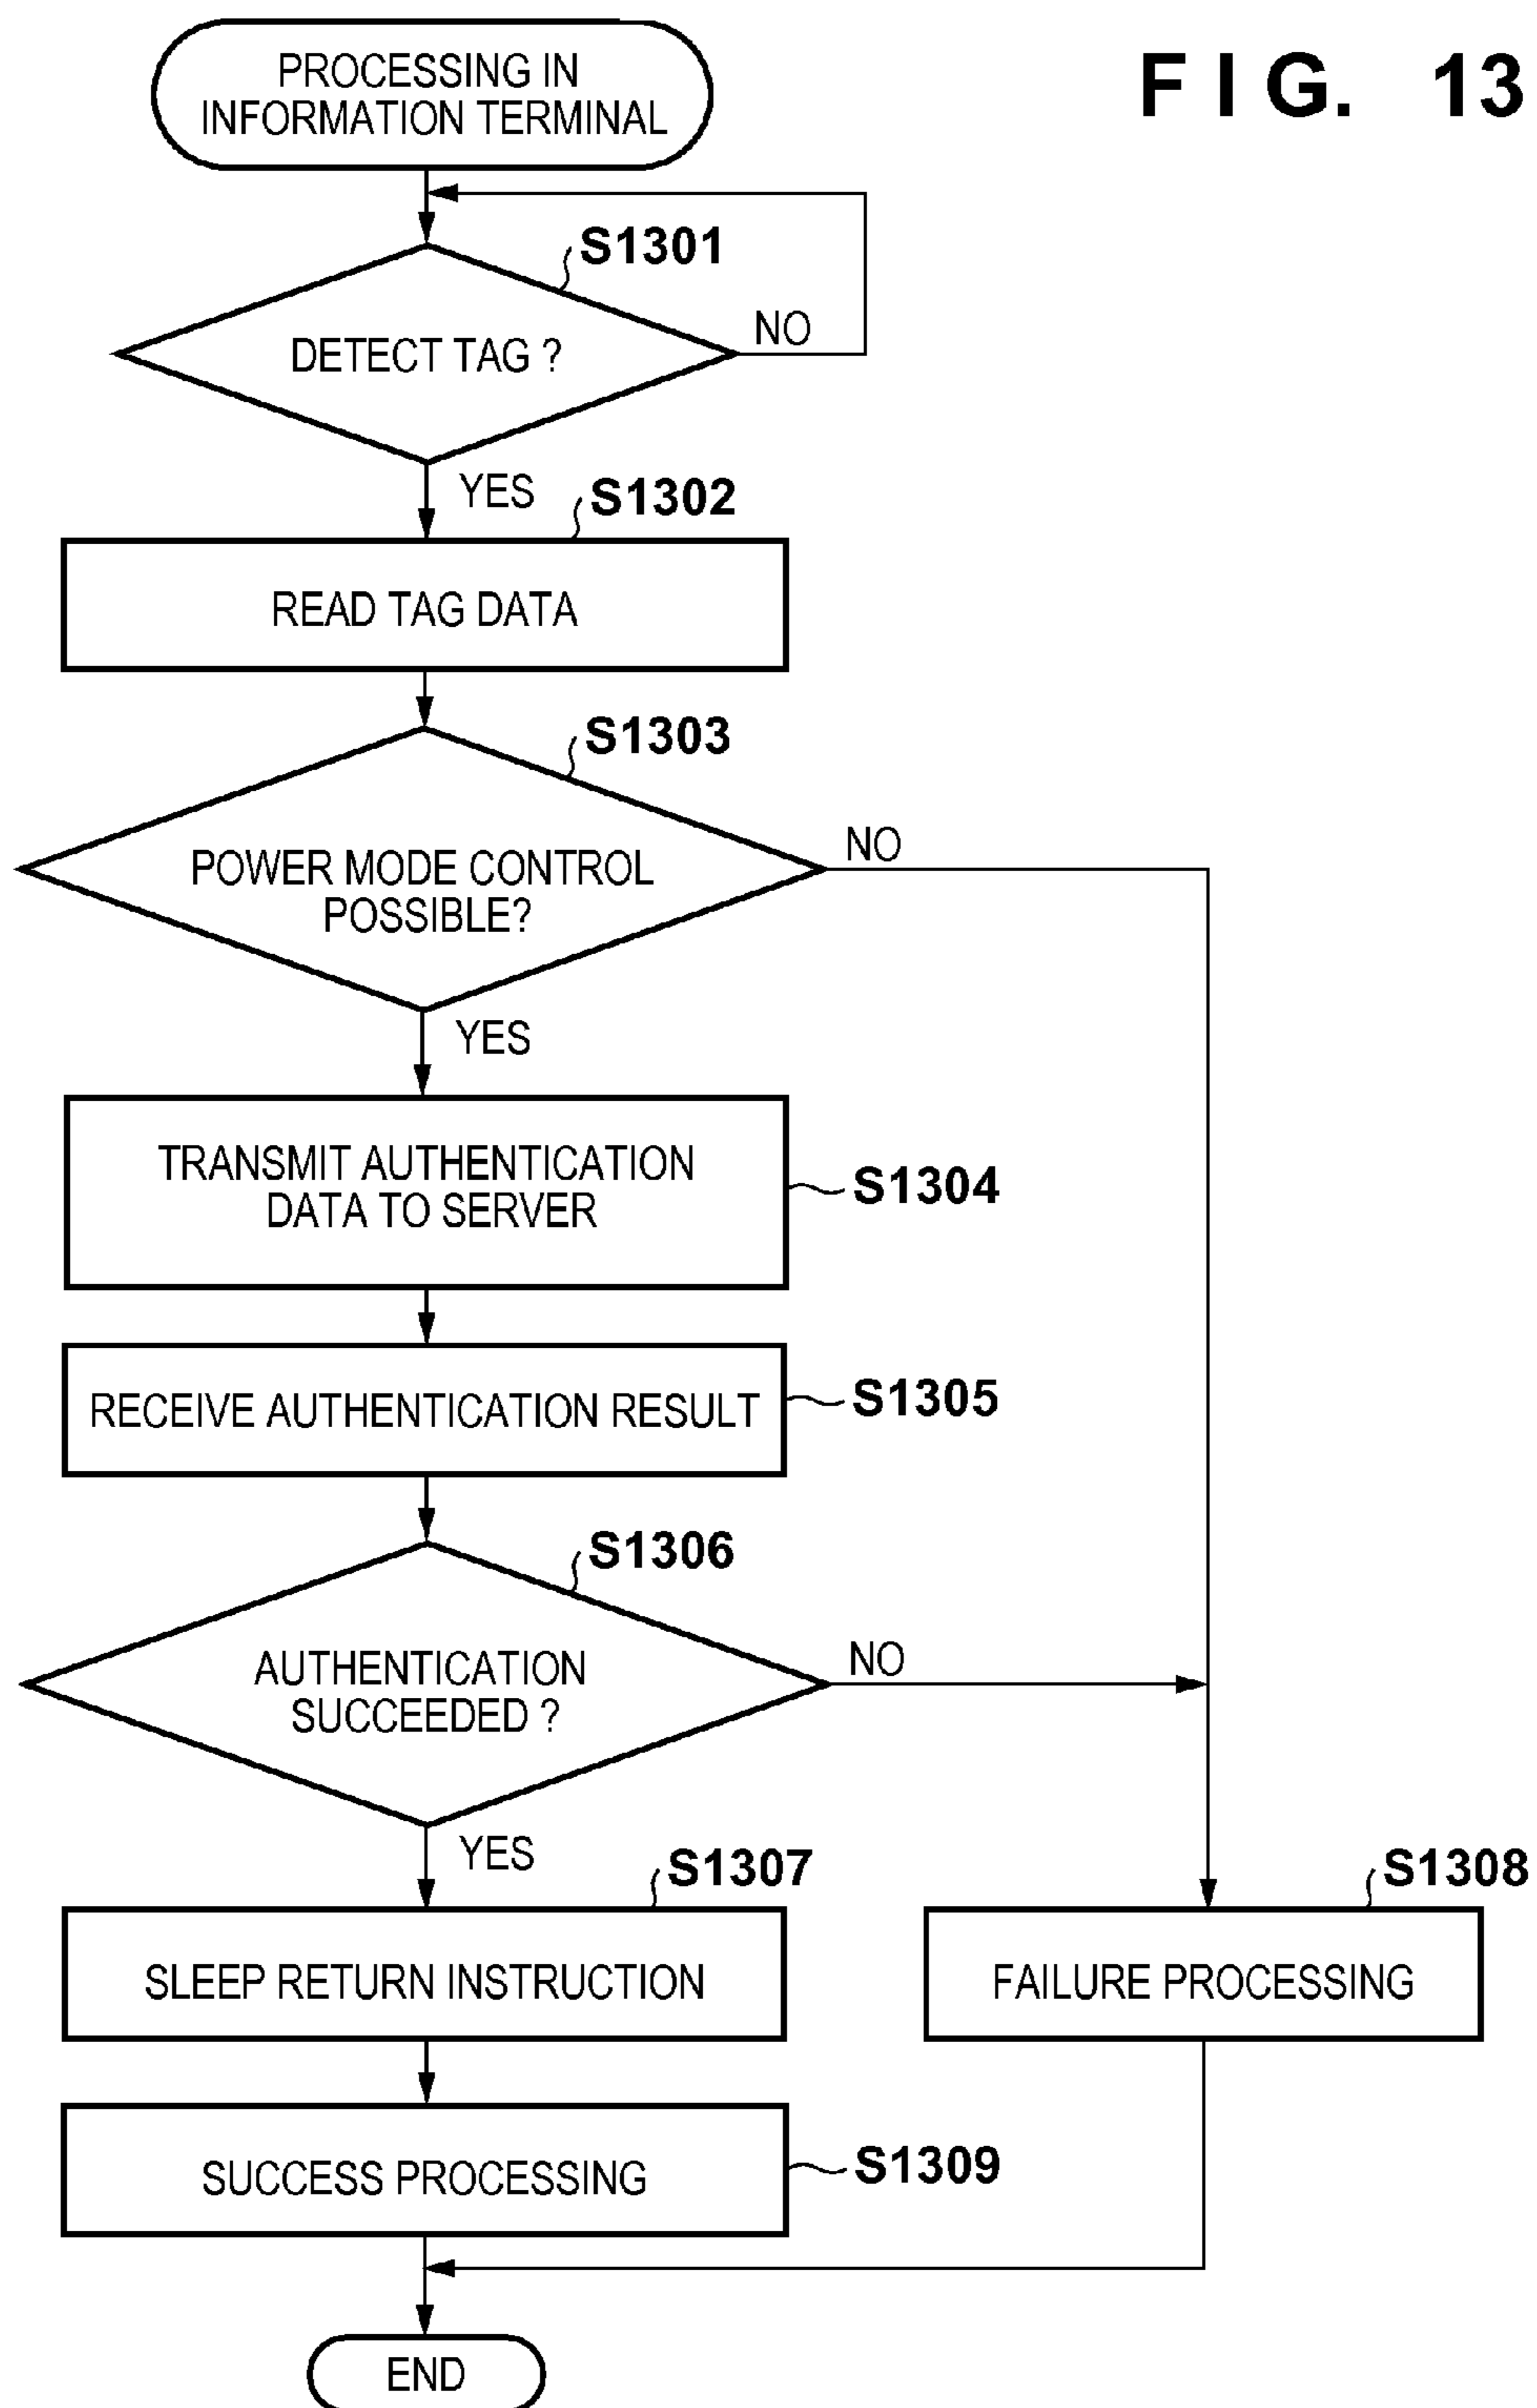 PROCESSING IN
INFORMATION TERMINAL
FIG. 13
S1301
DETECT TAG ?
NO
YES
S1302
READ TAG DATA
S1303
POWER MODE CONTROL
POSSIBLE?
NO
YES
TRANSMIT AUTHENTICATION
DATA TO SERVER
S1304
RECEIVE AUTHENTICATION RESULT
S1305
S1306
AUTHENTICATION
SUCCEEDED ?
NO
YES
S1307
SLEEP RETURN INSTRUCTION
S1308
FAILURE PROCESSING
SUCCESS PROCESSING
S1309
END